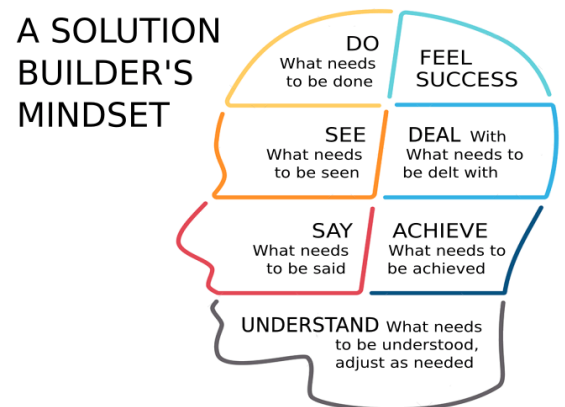 A SOLUTION
BUILDER'S
MINDSET
DO
What needs
to be done
FEEL
SUCCESS
SEE
What needs
to be seen
DEAL With
What needs to
be delt with
SAY
What needs
to be said
ACHIEVE
What needs to
be achieved
UNDERSTAND What needs
to be understood,
adjust as needed